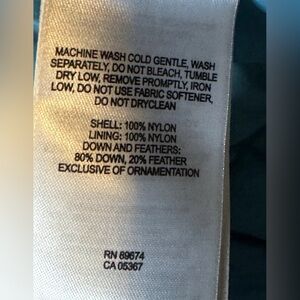 MACHINE WASH COLD GENTLE, WASH
SEPARATELY, DO NOT BLEACH, TUMBLE
DRY LOW, REMOVE PROMPTLY, IRON
LOW, DO NOT USE FABRIC SOFTENER,
DO NOT DRYCLEAN
SHELL: 100% NYLON
LINING: 100% NYLON
DOWN AND FEATHERS:
80% DOWN, 20% FEATHER
EXCLUSIVE OF ORNAMENTATION
RN 69674
CA 05367